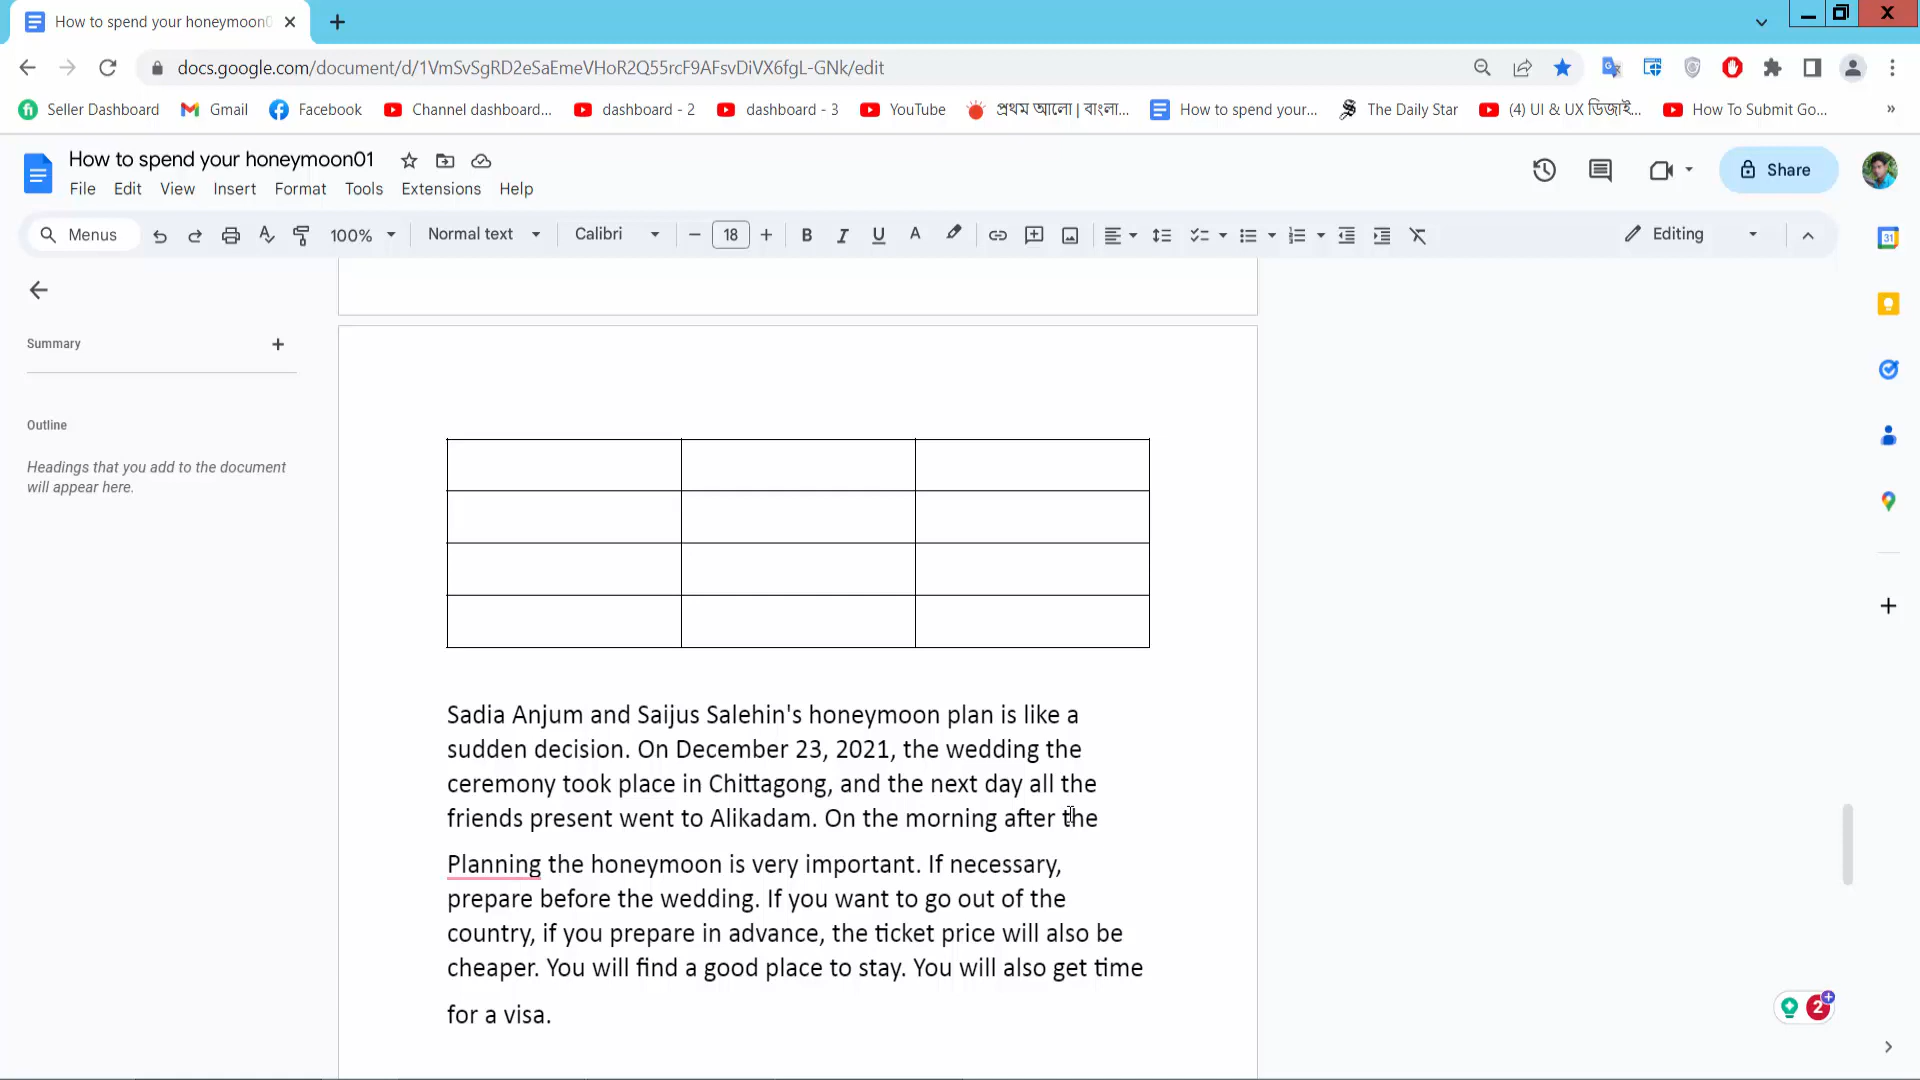 How to spend your honeymoon0
docs.google.com/document/d/1VmSvSgRD2eSaEmeVHoR2Q55rcF9AFsvDiVX6fgL-GNk/edit
Seller Dashboard Gmail Facebook Channel dashboard... dashboard - 2 dashboard - 3 YouTube প্রথম আলো | বাংলা... How to spend your... The Daily Star (4) UI & UX ডিজাই... How To Submit Go... »
How to spend your honeymoon01
File Edit View Insert Format Tools Extensions Help
Share
Menus 100% Normal text Calibri 18 B I U A Editing
31
Summary
Outline
Headings that you add to the document
will appear here.
Sadia Anjum and Saijus Salehin's honeymoon plan is like a
sudden decision. On December 23, 2021, the wedding the
ceremony took place in Chittagong, and the next day all the
friends present went to Alikadam. On the morning after the
Planning the honeymoon is very important. If necessary,
prepare before the wedding. If you want to go out of the
country, if you prepare in advance, the ticket price will also be
cheaper. You will find a good place to stay. You will also get time
for a visa.
2